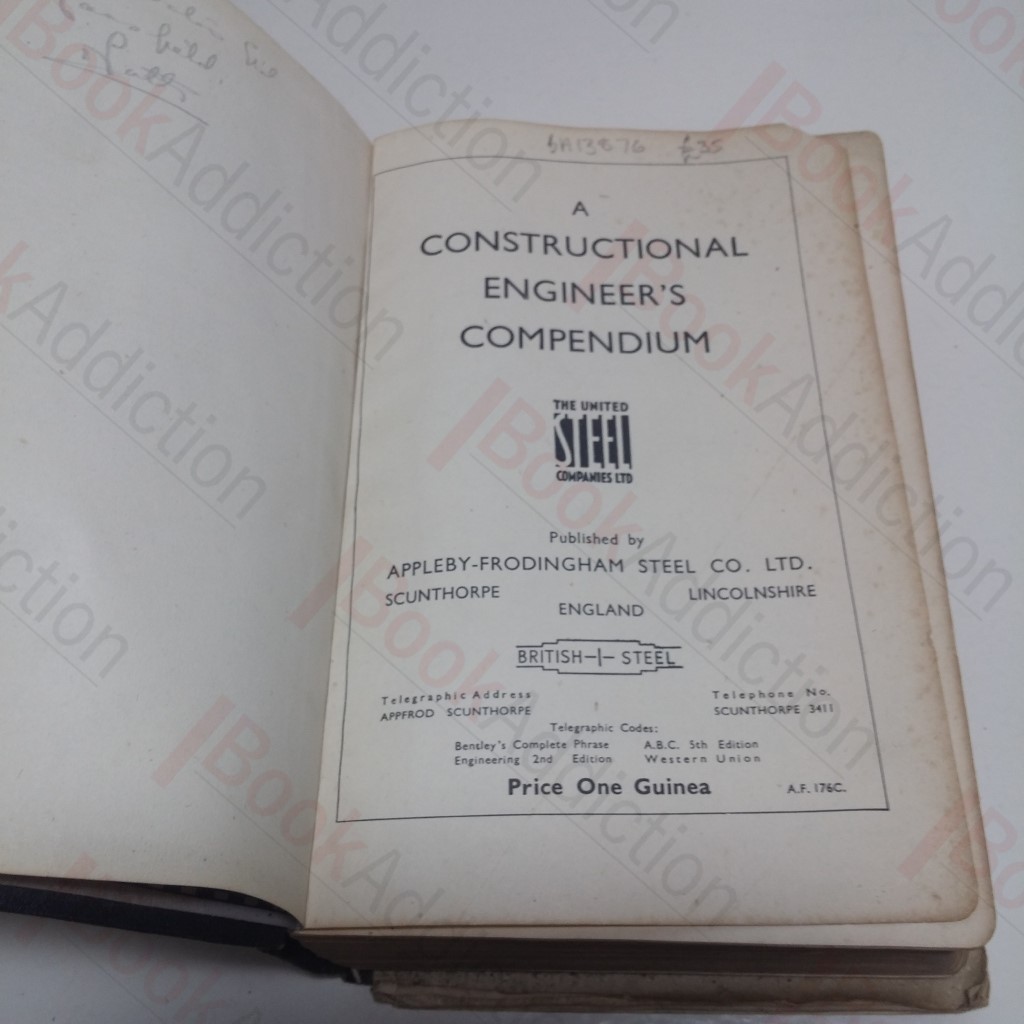 A
CONSTRUCTIONAL
ENGINEER'S
COMPENDIUM
THE UNITED
STEEL
COMPANIES LTD
Published by
APPLEBY-FRODINGHAM STEEL CO. LTD.
SCUNTHORPE LINCOLNSHIRE
ENGLAND
BRITISH STEEL
Telegraphic Address Telephone No.
APPFROD SCUNTHORPE SCUNTHORPE 3411
Telegraphic Codes:
Bentley's Complete Phrase A.B.C. 5th Edition
Engineering 2nd Edition Western Union
Price One Guinea A.F. 176C.
BookAddiction